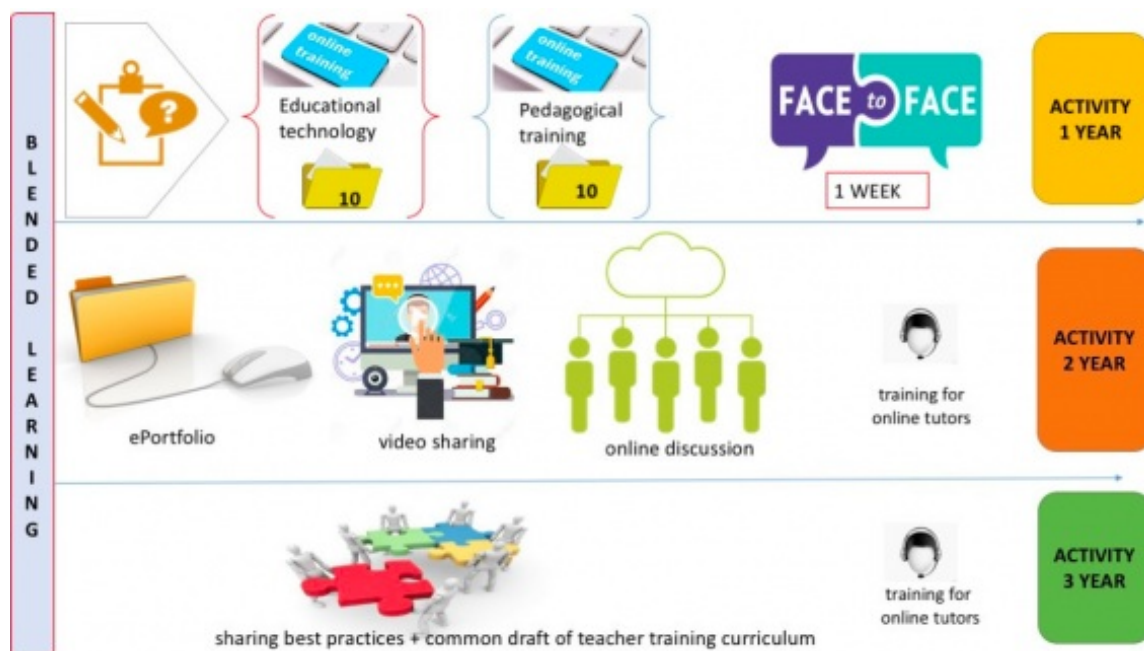 BLENDED LEARNING
online
training
Educational
technology
10
online
training
Pedagogical
training
10
FACE to FACE
1 WEEK
ACTIVITY
1 YEAR
ePortfolio
video sharing
online discussion
training for
online tutors
ACTIVITY
2 YEAR
sharing best practices + common draft of teacher training curriculum
training for
online tutors
ACTIVITY
3 YEAR